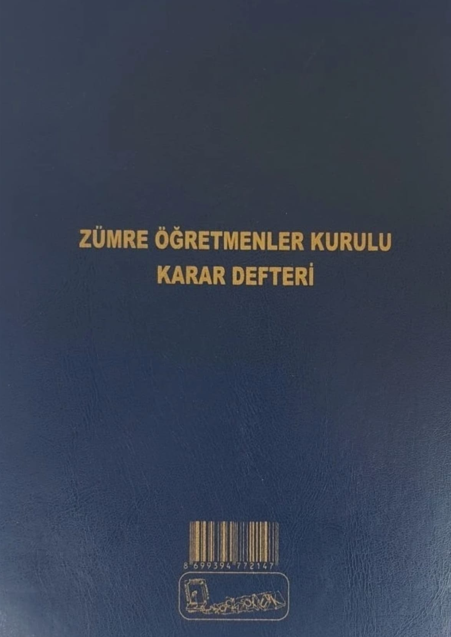 ZÜMRE ÖĞRETMENLER KURULU
KARAR DEFTERİ
8 699394 772147